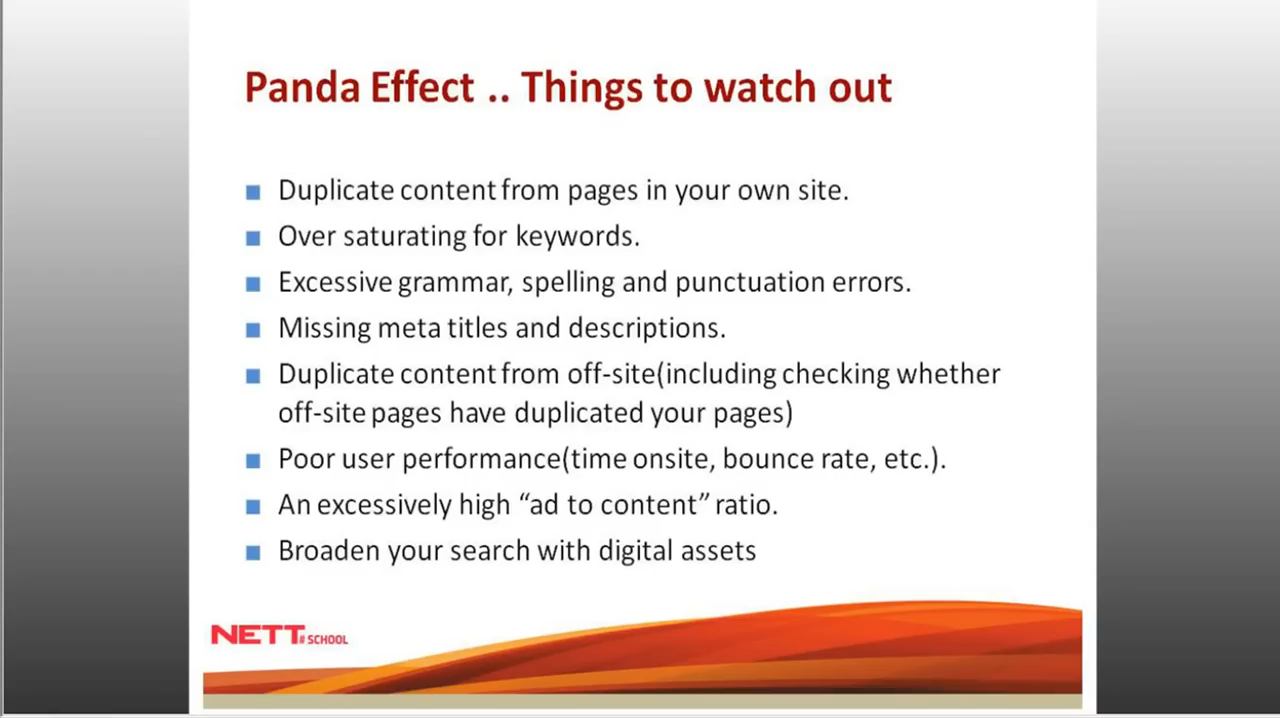 Panda Effect .. Things to watch out
Duplicate content from pages in your own site.
Over saturating for keywords.
Excessive grammar, spelling and punctuation errors.
Missing meta titles and descriptions.
Duplicate content from off-site(including checking whether
off-site pages have duplicated your pages)
Poor user performance(time onsite, bounce rate, etc.).
An excessively high “ad to content” ratio.
Broaden your search with digital assets
NETT# SCHOOL